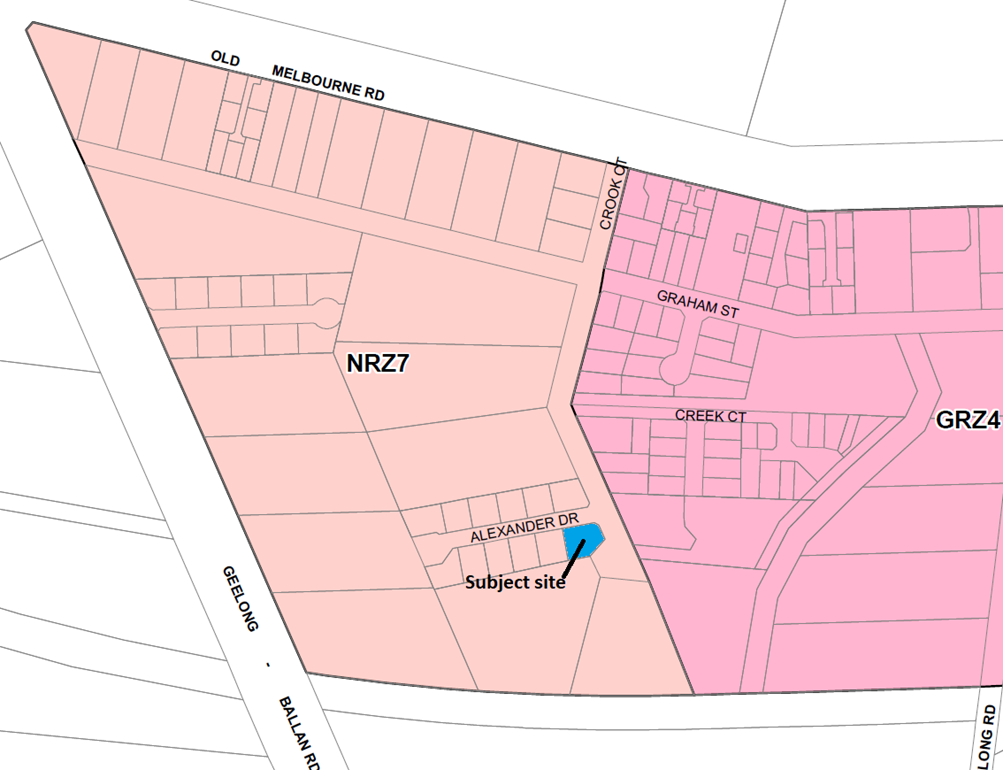 OLD MELBOURNE RD
CROOK CT
GRAHAM ST
NRZ7
CREEK CT
GRZ4
ALEXANDER DR
Subject site
GEELONG - BALLAN RD
LONG RD